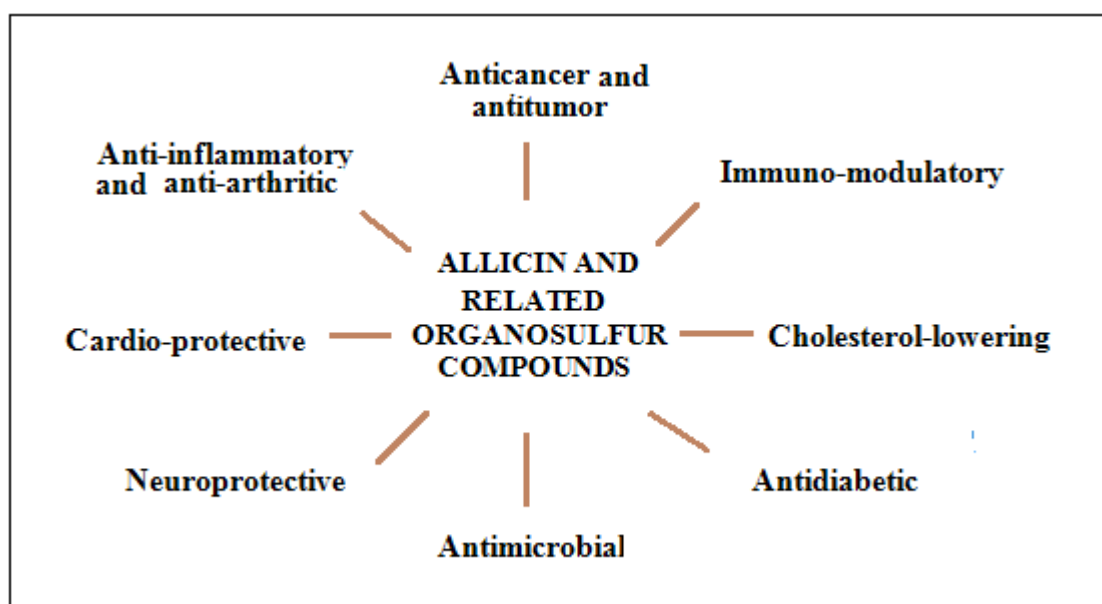 Anticancer and
antitumor
Anti-inflammatory
and anti-arthritic
Immuno-modulatory
ALLICIN AND
RELATED
ORGANOSULFUR
COMPOUNDS
Cardio-protective
Cholesterol-lowering
Neuroprotective
Antidiabetic
Antimicrobial